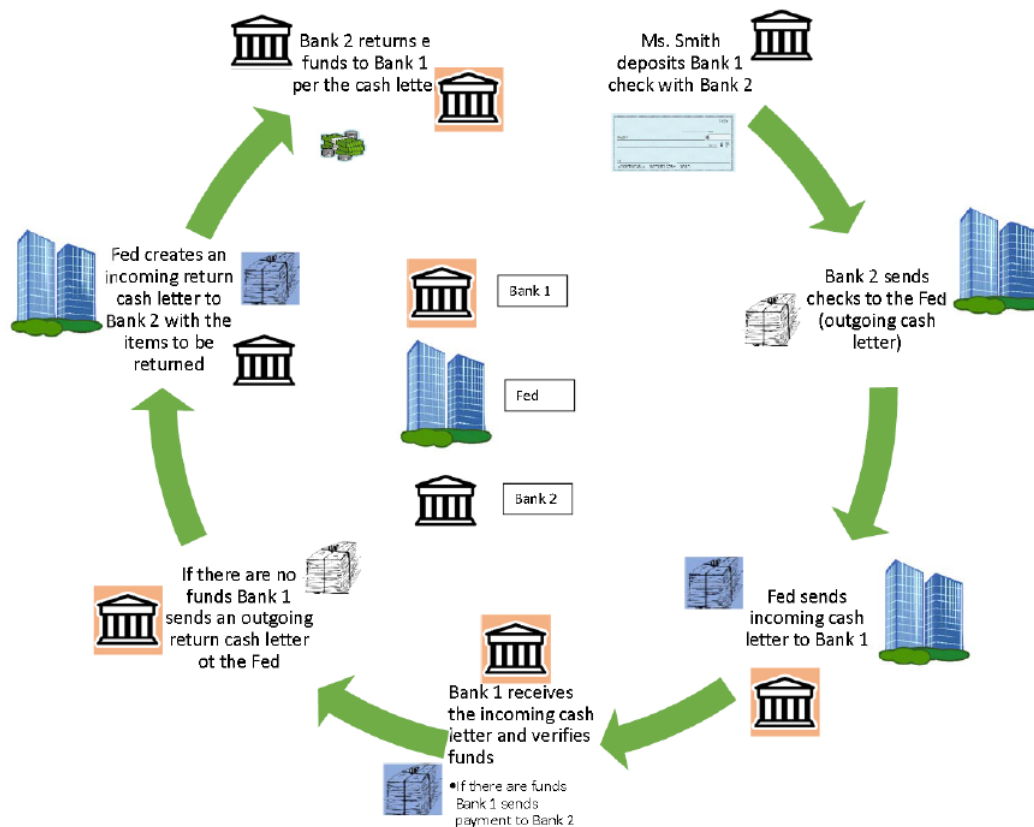 Bank 2 returns e
funds to Bank 1
per the cash lette
Ms. Smith
deposits Bank 1
check with Bank 2
Bank 2 sends
checks to the Fed
(outgoing cash
letter)
Fed sends
incoming cash
letter to Bank 1
Bank 1 receives
the incoming cash
letter and verifies
funds
•If there are funds
Bank 1 sends
payment to Bank 2
If there are no
funds Bank 1
sends an outgoing
return cash letter
ot the Fed
Fed creates an
incoming return
cash letter to
Bank 2 with the
items to be
returned
Bank 1
Fed
Bank 2